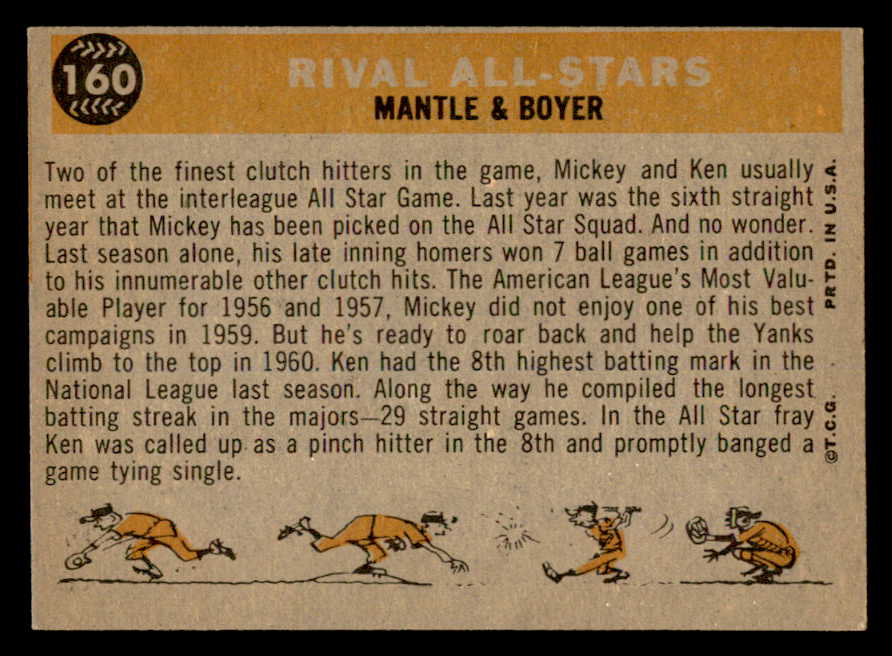 160
RIVAL ALL-STARS
MANTLE & BOYER
Two of the finest clutch hitters in the game, Mickey and Ken usually
meet at the interleague All Star Game. Last year was the sixth straight
year that Mickey has been picked on the All Star Squad. And no wonder.
Last season alone, his late inning homers won 7 ball games in addition
to his innumerable other clutch hits. The American League's Most Valu-
able Player for 1956 and 1957, Mickey did not enjoy one of his best
campaigns in 1959. But he's ready to roar back and help the Yanks
climb to the top in 1960. Ken had the 8th highest batting mark in the
National League last season. Along the way he compiled the longest
batting streak in the majors—29 straight games. In the All Star fray
Ken was called up as a pinch hitter in the 8th and promptly banged a
game tying single.
©T.C.G. PRTD. IN U.S.A.